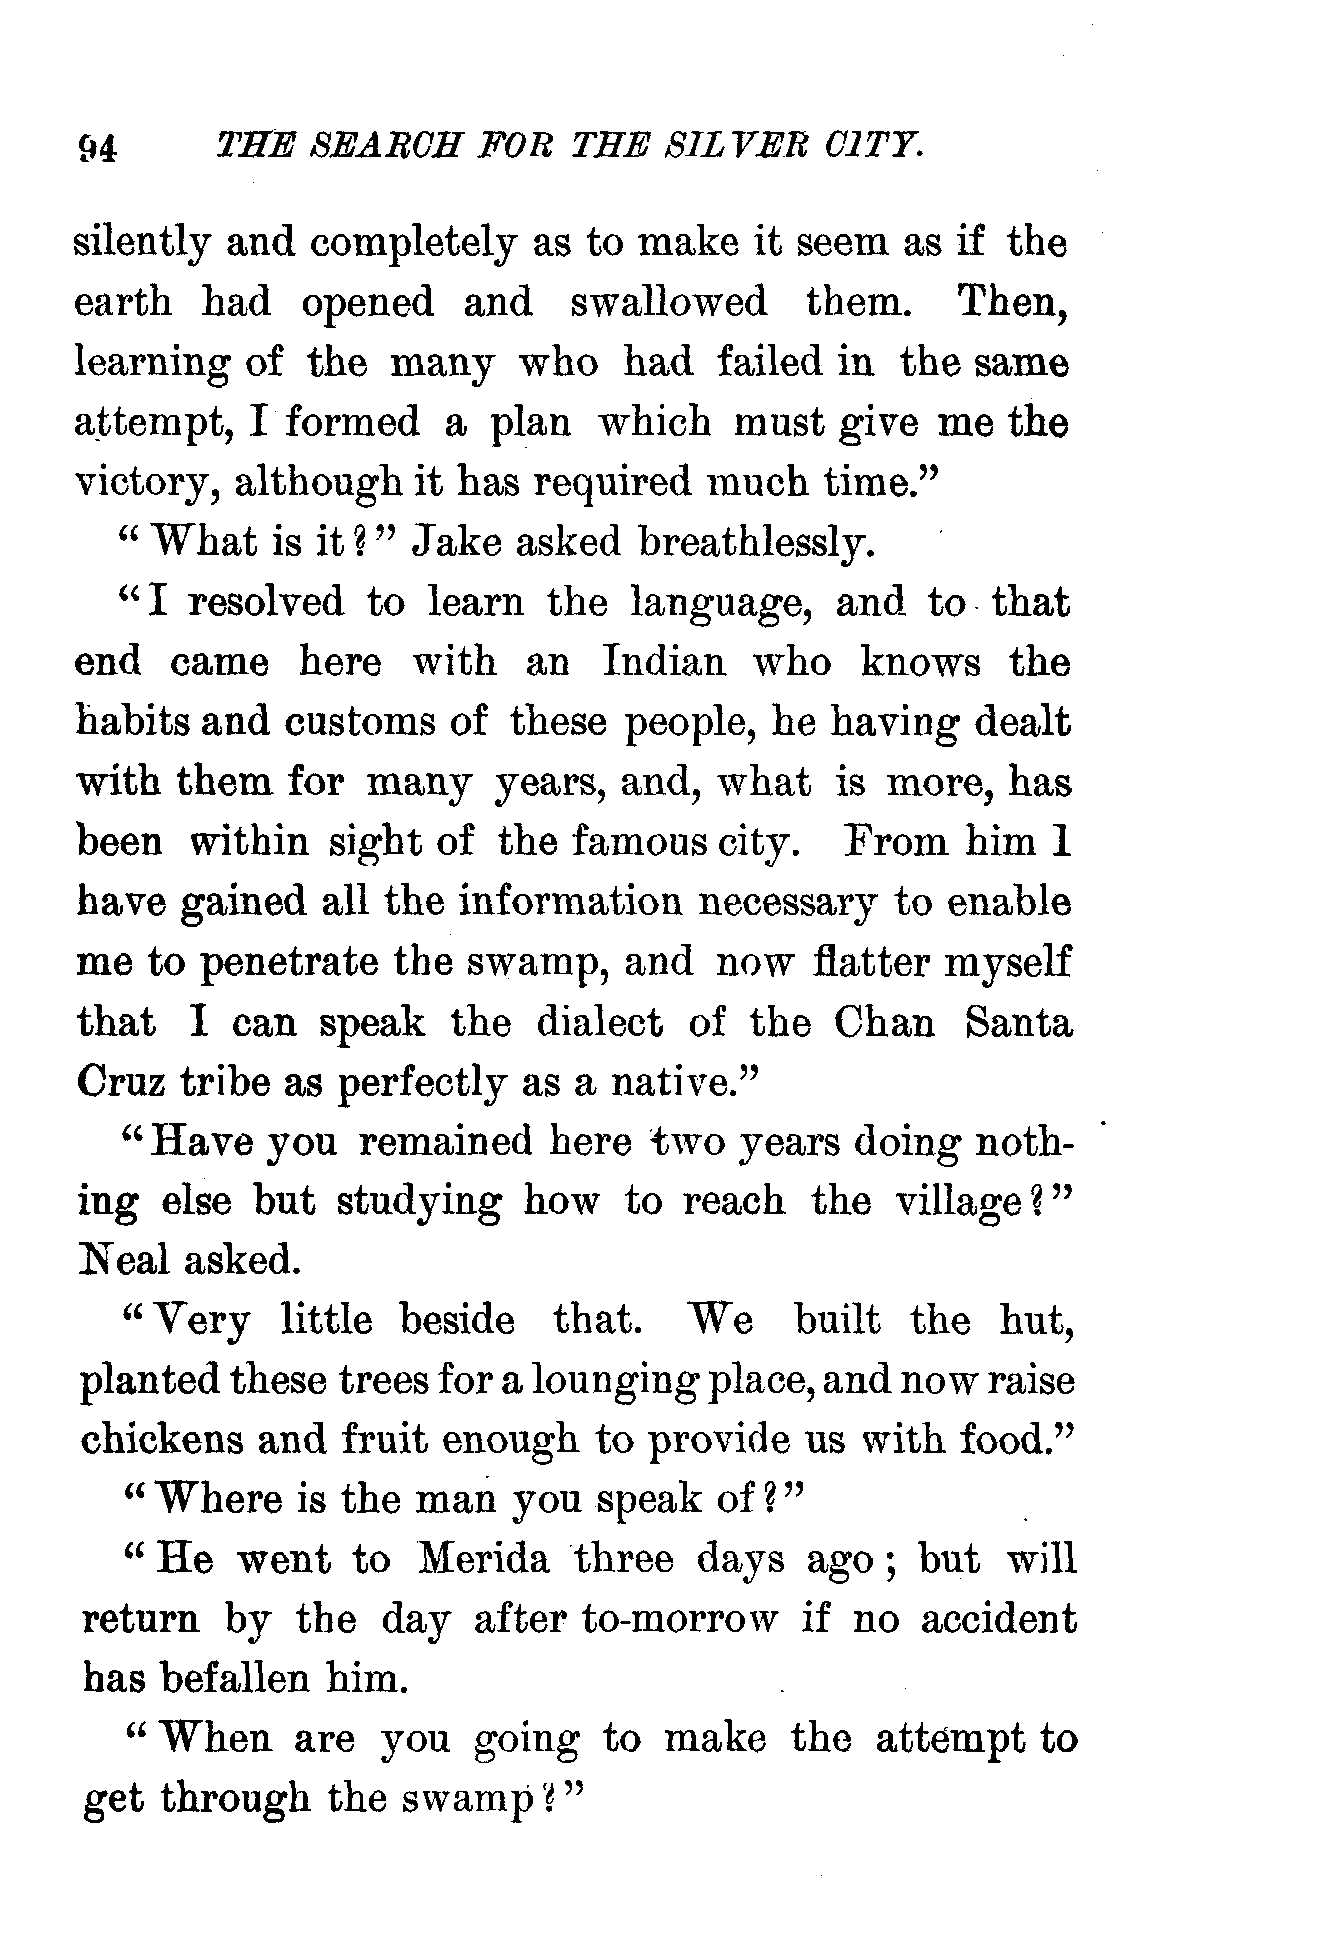 94 THE SEARCH FOR THE SILVER CITY.
silently and completely as to make it seem as if the
earth had opened and swallowed them. Then,
learning of the many who had failed in the same
attempt, I formed a plan which must give me the
victory, although it has required much time.”
“What is it?” Jake asked breathlessly.
“I resolved to learn the language, and to that
end came here with an Indian who knows the
habits and customs of these people, he having dealt
with them for many years, and, what is more, has
been within sight of the famous city. From him I
have gained all the information necessary to enable
me to penetrate the swamp, and now flatter myself
that I can speak the dialect of the Chan Santa
Cruz tribe as perfectly as a native.”
“Have you remained here two years doing noth-
ing else but studying how to reach the village?”
Neal asked.
“Very little beside that. We built the hut,
planted these trees for a lounging place, and now raise
chickens and fruit enough to provide us with food.”
“Where is the man you speak of?”
“He went to Merida three days ago; but will
return by the day after to-morrow if no accident
has befallen him.
“When are you going to make the attempt to
get through the swamp?”